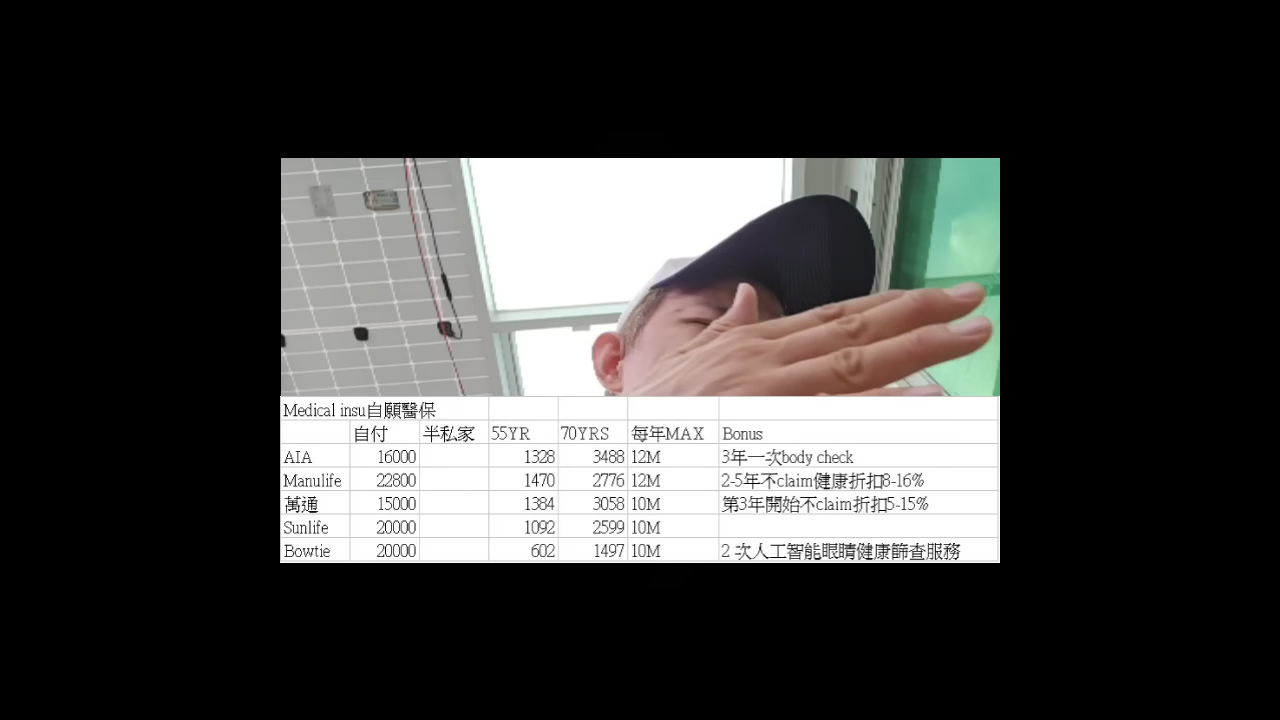 Medical insu自願醫保
自付 半私家 55YR 70YRS 每年MAX Bonus
AIA 16000 1328 3488 12M 3年一次body check
Manulife 22800 1470 2776 12M 2-5年不claim健康折扣8-16%
萬通 15000 1384 3058 10M 第3年開始不claim折扣5-15%
Sunlife 20000 1092 2599 10M
Bowtie 20000 602 1497 10M 2 次人工智能眼睛健康篩查服務